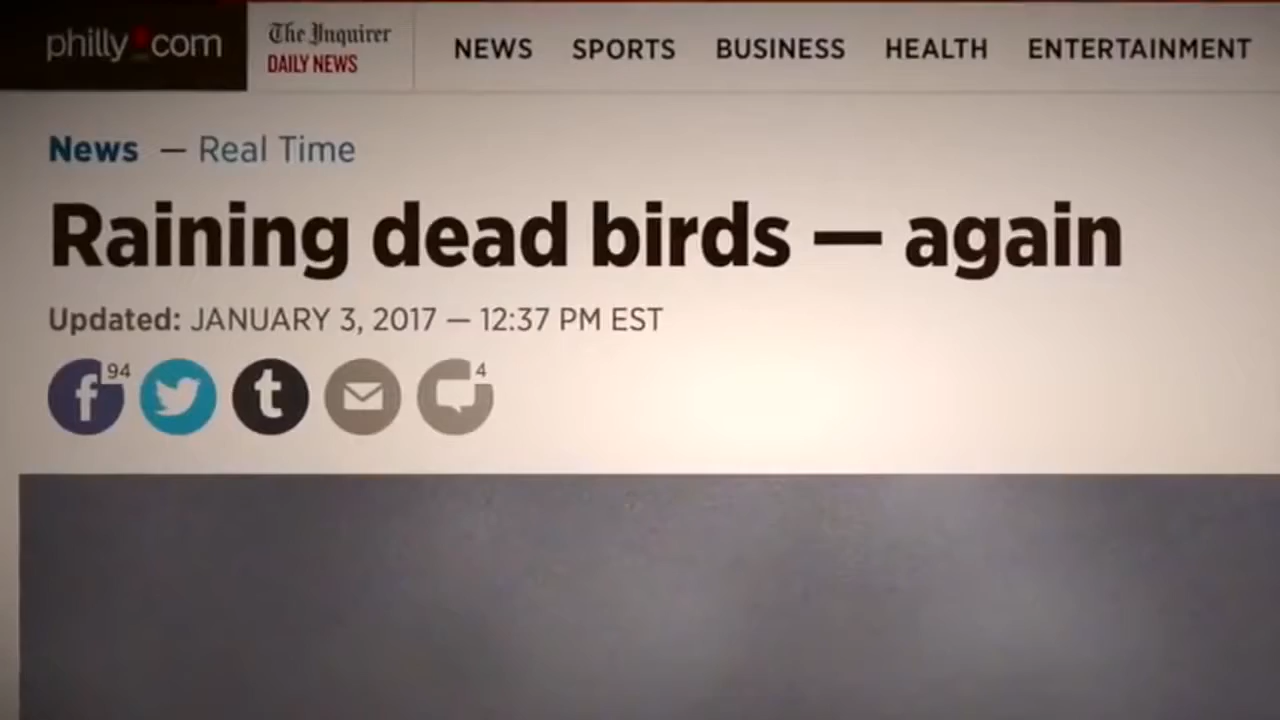 philly.com
The Inquirer
DAILY NEWS
NEWS SPORTS BUSINESS HEALTH ENTERTAINMENT
News — Real Time
Raining dead birds — again
Updated: JANUARY 3, 2017 — 12:37 PM EST
94
4